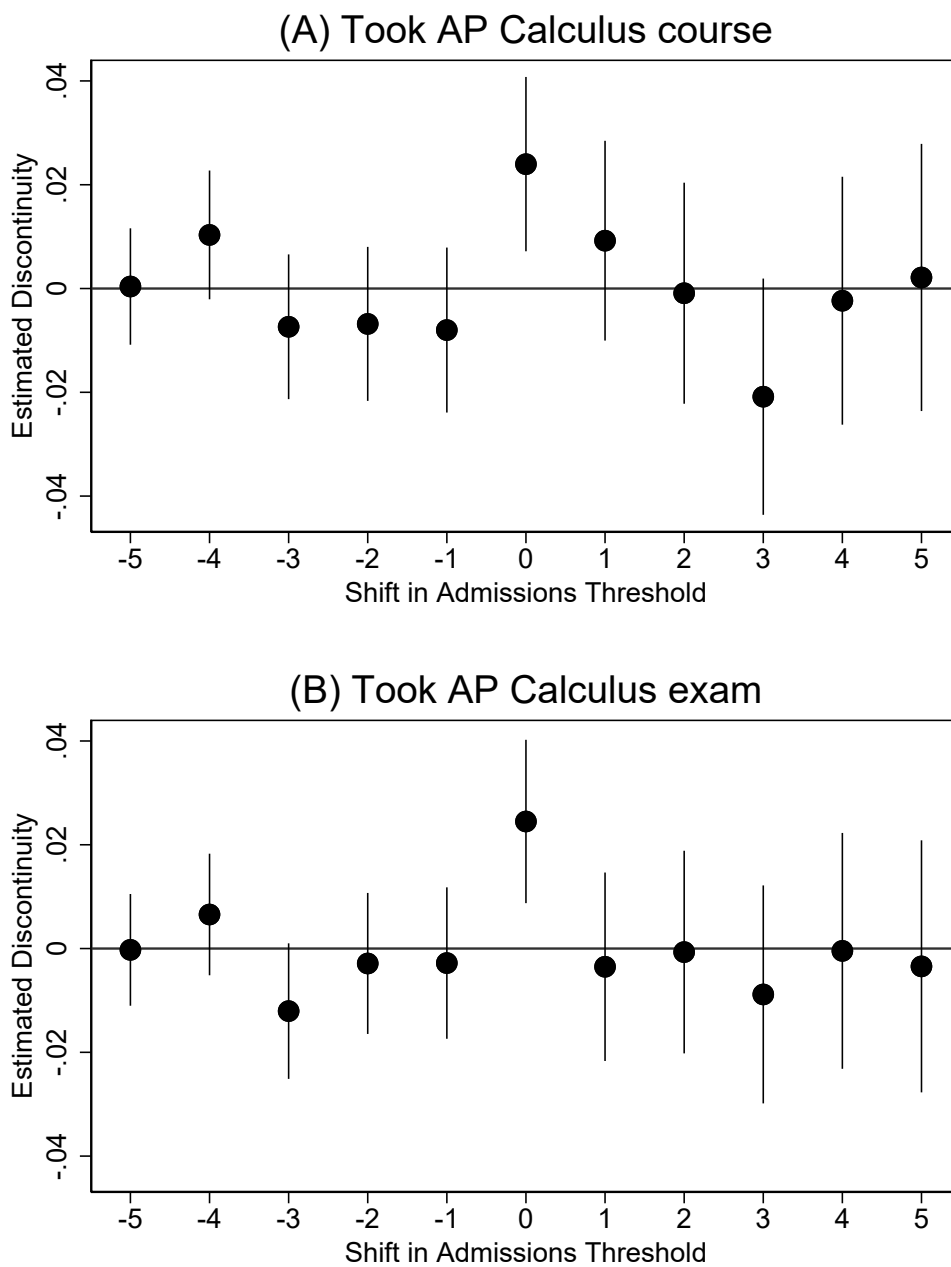 (A) Took AP Calculus course
Estimated Discontinuity
.04
.02
0
-.02
-.04
-5 -4 -3 -2 -1 0 1 2 3 4 5
Shift in Admissions Threshold
(B) Took AP Calculus exam
Estimated Discontinuity
.04
.02
0
-.02
-.04
-5 -4 -3 -2 -1 0 1 2 3 4 5
Shift in Admissions Threshold